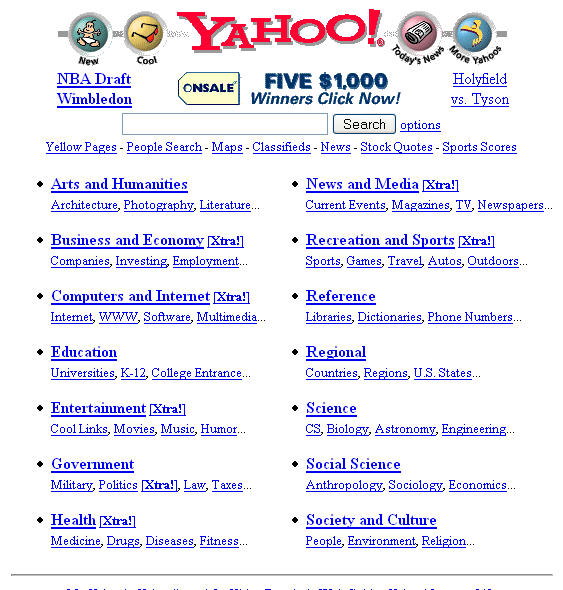 YAHOO!
New
Cool
Today's News
More Yahoos
NBA Draft
Wimbledon
ONSALE
FIVE $1,000
Winners Click Now!
Holyfield
vs. Tyson
Search options
Yellow Pages - People Search - Maps - Classifieds - News - Stock Quotes - Sports Scores
Arts and Humanities
Architecture, Photography, Literature...
News and Media [Xtra!]
Current Events, Magazines, TV, Newspapers...
Business and Economy [Xtra!]
Companies, Investing, Employment...
Recreation and Sports [Xtra!]
Sports, Games, Travel, Autos, Outdoors...
Computers and Internet [Xtra!]
Internet, WWW, Software, Multimedia...
Reference
Libraries, Dictionaries, Phone Numbers...
Education
Universities, K-12, College Entrance...
Regional
Countries, Regions, U.S. States...
Entertainment [Xtra!]
Cool Links, Movies, Music, Humor...
Science
CS, Biology, Astronomy, Engineering...
Government
Military, Politics [Xtra!], Law, Taxes...
Social Science
Anthropology, Sociology, Economics...
Health [Xtra!]
Medicine, Drugs, Diseases, Fitness...
Society and Culture
People, Environment, Religion...